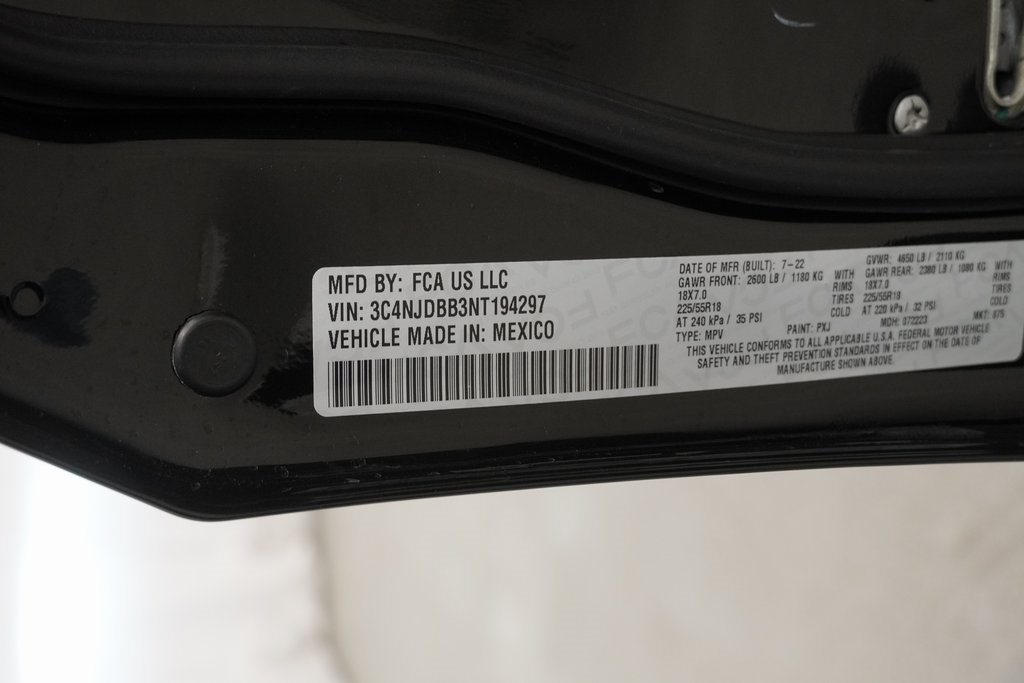 MFD BY: FCA US LLC
VIN: 3C4NJDBB3NT194297
VEHICLE MADE IN: MEXICO
DATE OF MFR (BUILT): 7-22 GVWR: 4650 LB / 2110 KG
GAWR FRONT: 2600 LB / 1180 KG WITH GAWR REAR: 2380 LB / 1080 KG WITH
18X7.0 RIMS 18X7.0 RIMS
225/55R18 TIRES 225/55R18 TIRES
AT 240 kPa / 35 PSI COLD AT 220 kPa / 32 PSI COLD
TYPE: MPV PAINT: PXJ MDH: 072223 MKT: 675
THIS VEHICLE CONFORMS TO ALL APPLICABLE U.S.A. FEDERAL MOTOR VEHICLE
SAFETY AND THEFT PREVENTION STANDARDS IN EFFECT ON THE DATE OF
MANUFACTURE SHOWN ABOVE.